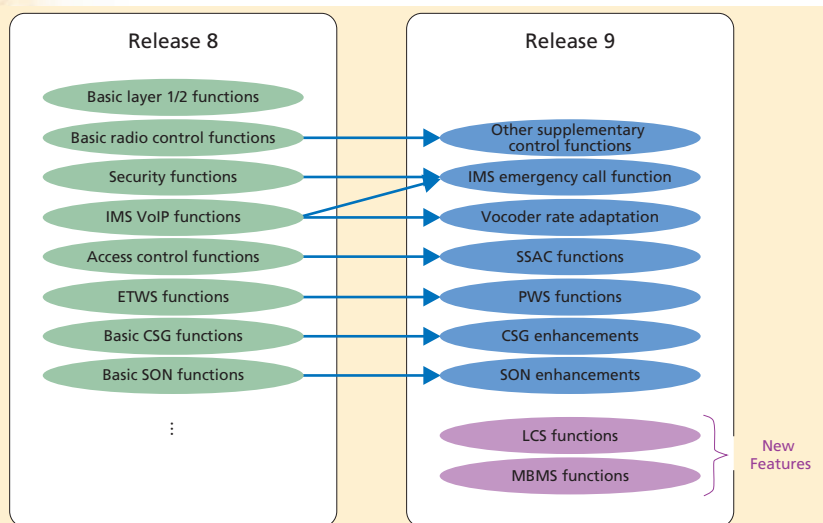 Release 8
Basic layer 1/2 functions
Basic radio control functions
Security functions
IMS VoIP functions
Access control functions
ETWS functions
Basic CSG functions
Basic SON functions
⋮
Release 9
Other supplementary
control functions
IMS emergency call function
Vocoder rate adaptation
SSAC functions
PWS functions
CSG enhancements
SON enhancements
LCS functions
MBMS functions
New
Features